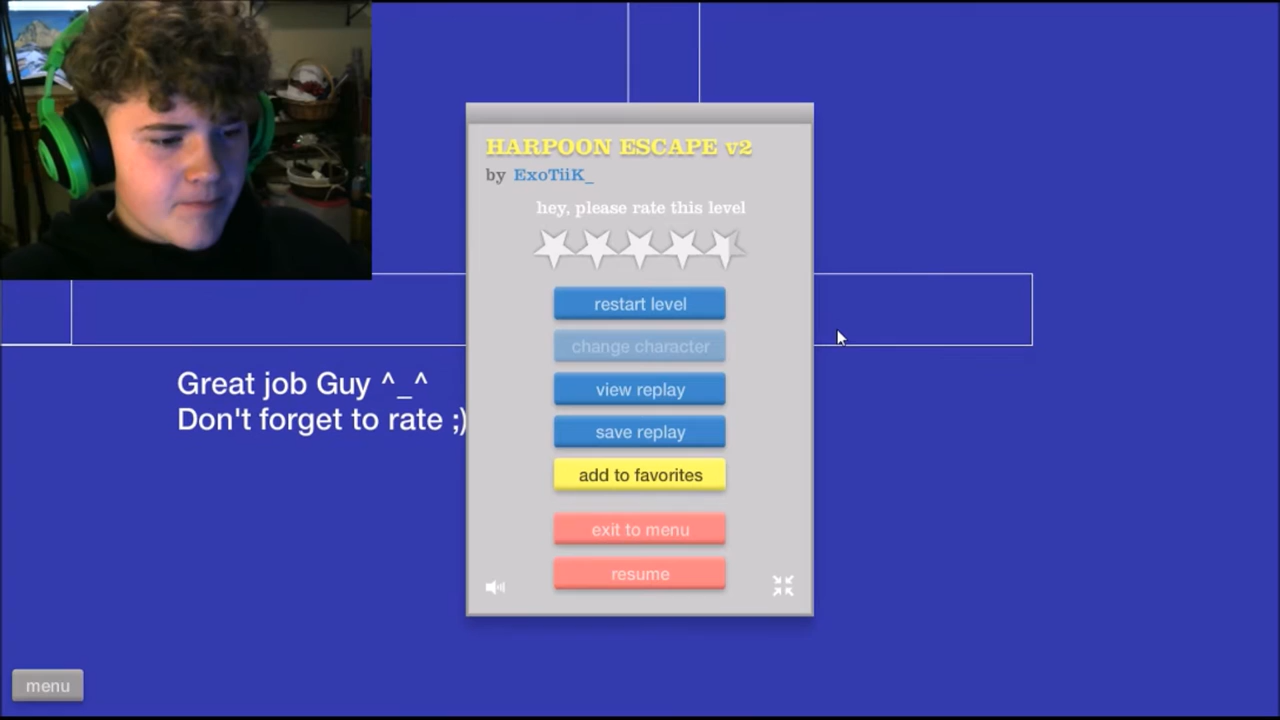 HARPOON ESCAPE v2
by ExoTiiK_
hey, please rate this level
restart level
change character
view replay
save replay
add to favorites
exit to menu
resume
Great job Guy ^_^
Don't forget to rate ;)
menu